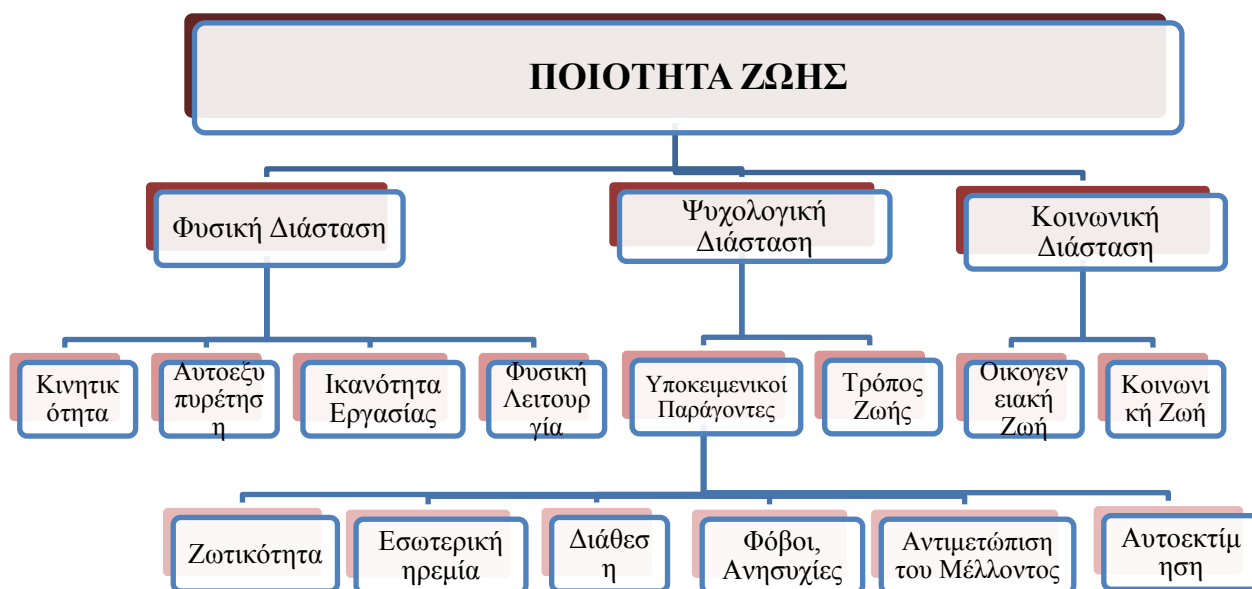 ΠΟΙΟΤΗΤΑ ΖΩΗΣ
Φυσική Διάσταση
Ψυχολογική
Διάσταση
Κοινωνική
Διάσταση
Κινητικ
ότητα
Αυτοεξυ
πυρέτησ
η
Ικανότητα
Εργασίας
Φυσική
Λειτουρ
γία
Υποκειμενικοί
Παράγοντες
Τρόπος
Ζωής
Οικογεν
ειακή
Ζωή
Κοινωνι
κή Ζωή
Ζωτικότητα
Εσωτερική
ηρεμία
Διάθεσ
η
Φόβοι,
Ανησυχίες
Αντιμετώπιση
του Μέλλοντος
Αυτοεκτίμ
ηση